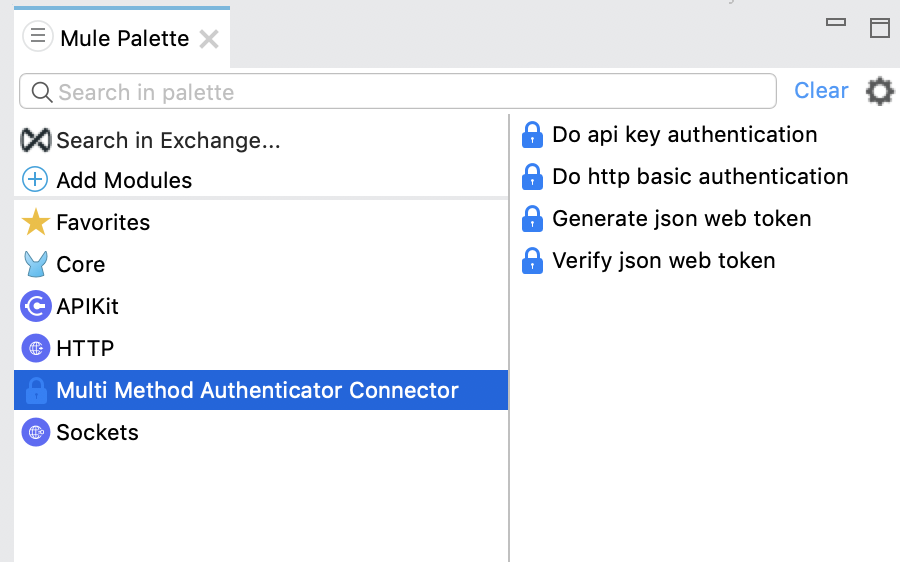 Mule Palette
Search in palette
Clear
Search in Exchange...
Add Modules
Favorites
Core
APIKit
HTTP
Multi Method Authenticator Connector
Sockets
Do api key authentication
Do http basic authentication
Generate json web token
Verify json web token